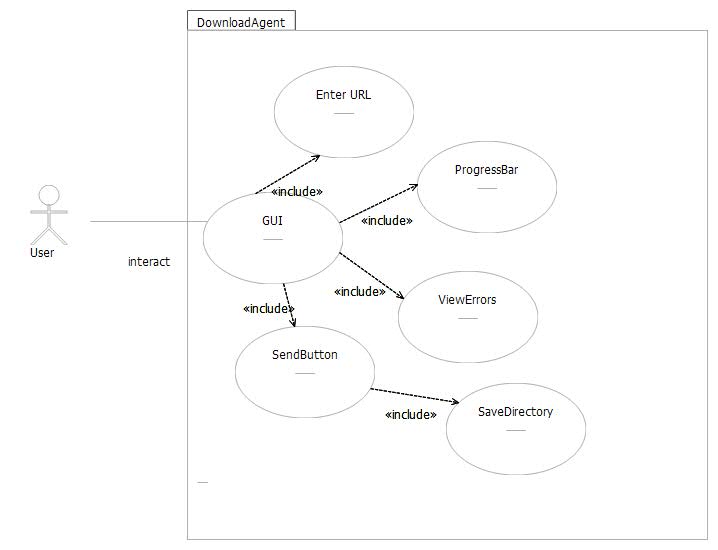 DownloadAgent
Enter URL
ProgressBar
«include»
GUI
«include»
User
interact
«include»
ViewErrors
«include»
SendButton
SaveDirectory
«include»